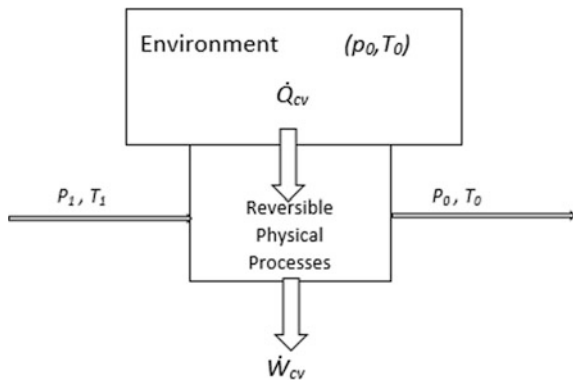 Environment (p₀,T₀)
Q̇cv
P₁ , T₁
P₀ , T₀
Reversible
Physical
Processes
Ẇcv